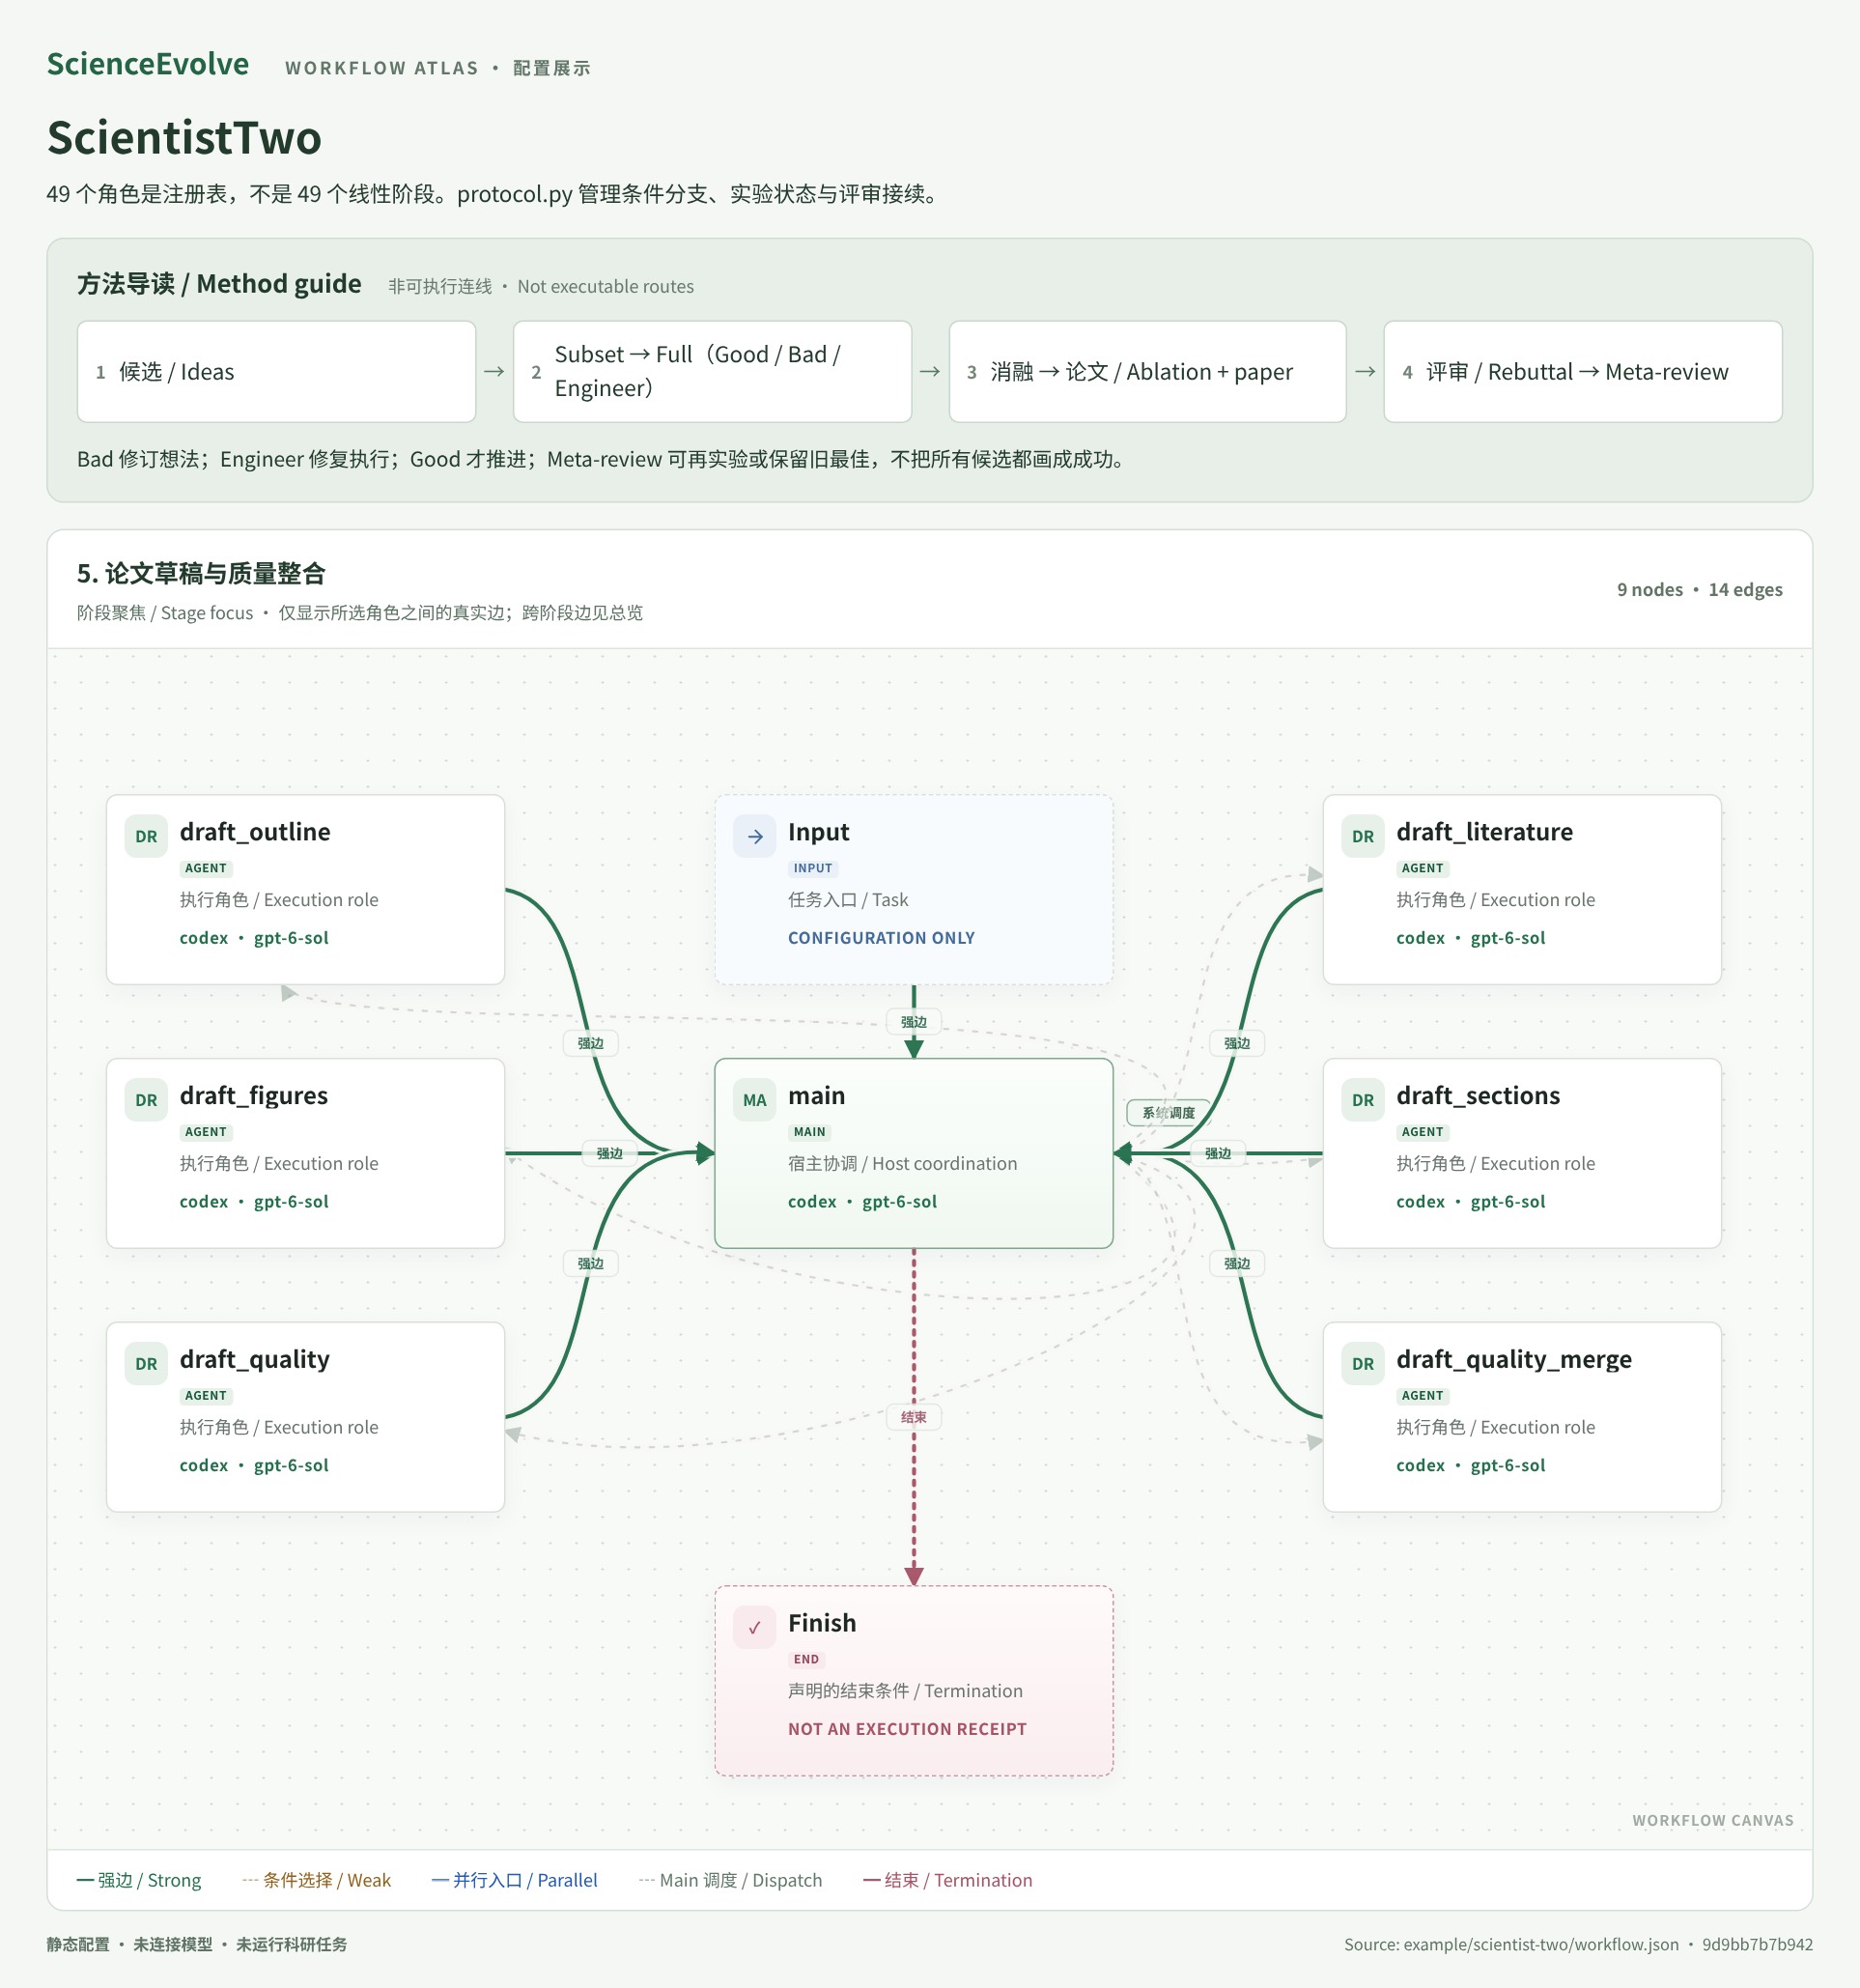 ScienceEvolve WORKFLOW ATLAS · 配置展示
ScientistTwo
49 个角色是注册表，不是 49 个线性阶段。protocol.py 管理条件分支、实验状态与评审接续。
方法导读 / Method guide 非可执行连线 · Not executable routes
1 候选 / Ideas
→
2 Subset → Full（Good / Bad /
Engineer）
→
3 消融 → 论文 / Ablation + paper
→
4 评审 / Rebuttal → Meta-review
Bad 修订想法；Engineer 修复执行；Good 才推进；Meta-review 可再实验或保留旧最佳，不把所有候选都画成成功。
5. 论文草稿与质量整合
阶段聚焦 / Stage focus · 仅显示所选角色之间的真实边；跨阶段边见总览
9 nodes · 14 edges
DR draft_outline
AGENT
执行角色 / Execution role
codex · gpt-6-sol
→ Input
INPUT
任务入口 / Task
CONFIGURATION ONLY
DR draft_literature
AGENT
执行角色 / Execution role
codex · gpt-6-sol
强边
强边
强边
DR draft_figures
AGENT
执行角色 / Execution role
codex · gpt-6-sol
强边
MA main
MAIN
宿主协调 / Host coordination
codex · gpt-6-sol
系统调度
强边
DR draft_sections
AGENT
执行角色 / Execution role
codex · gpt-6-sol
强边
强边
DR draft_quality
AGENT
执行角色 / Execution role
codex · gpt-6-sol
结束
DR draft_quality_merge
AGENT
执行角色 / Execution role
codex · gpt-6-sol
✓ Finish
END
声明的结束条件 / Termination
NOT AN EXECUTION RECEIPT
WORKFLOW CANVAS
强边 / Strong
条件选择 / Weak
并行入口 / Parallel
Main 调度 / Dispatch
结束 / Termination
静态配置 · 未连接模型 · 未运行科研任务
Source: example/scientist-two/workflow.json · 9d9bb7b7b942